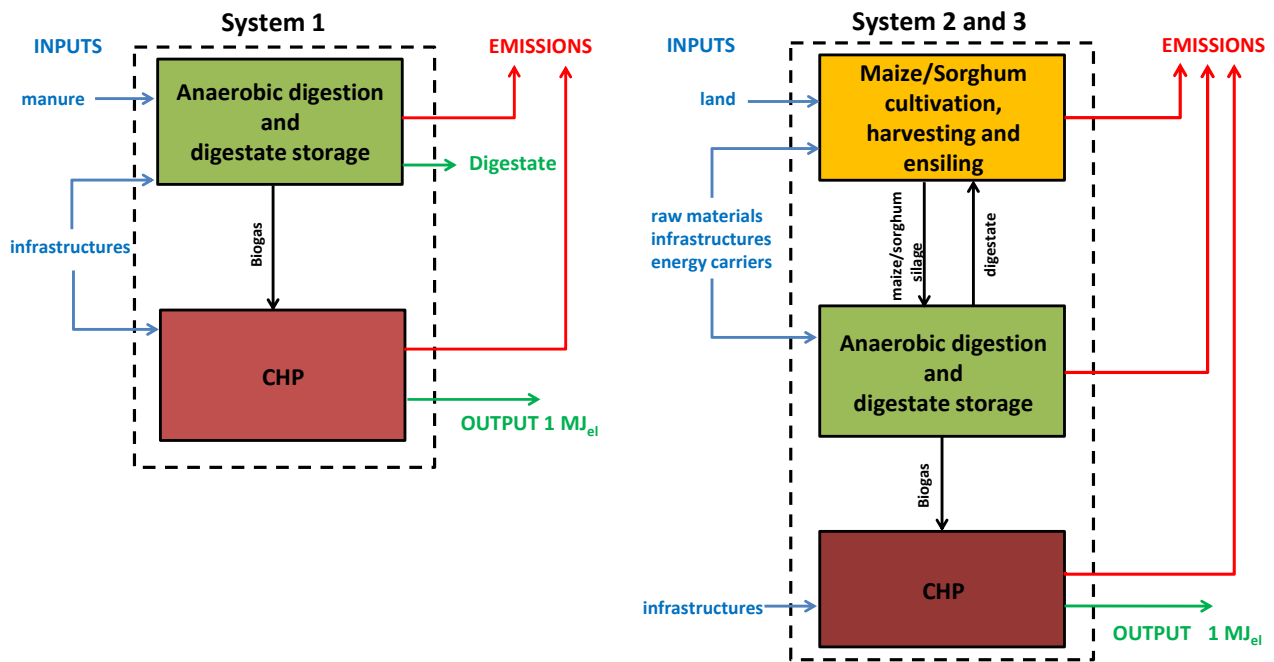 System 1
INPUTS
EMISSIONS
manure
Anaerobic digestion
and
digestate storage
Digestate
infrastructures
Biogas
CHP
OUTPUT 1 MJel
System 2 and 3
INPUTS
EMISSIONS
land
Maize/Sorghum
cultivation,
harvesting and
ensiling
raw materials
infrastructures
energy carriers
maize/sorghum
silage
digestate
Anaerobic digestion
and
digestate storage
Biogas
infrastructures
CHP
OUTPUT 1 MJel